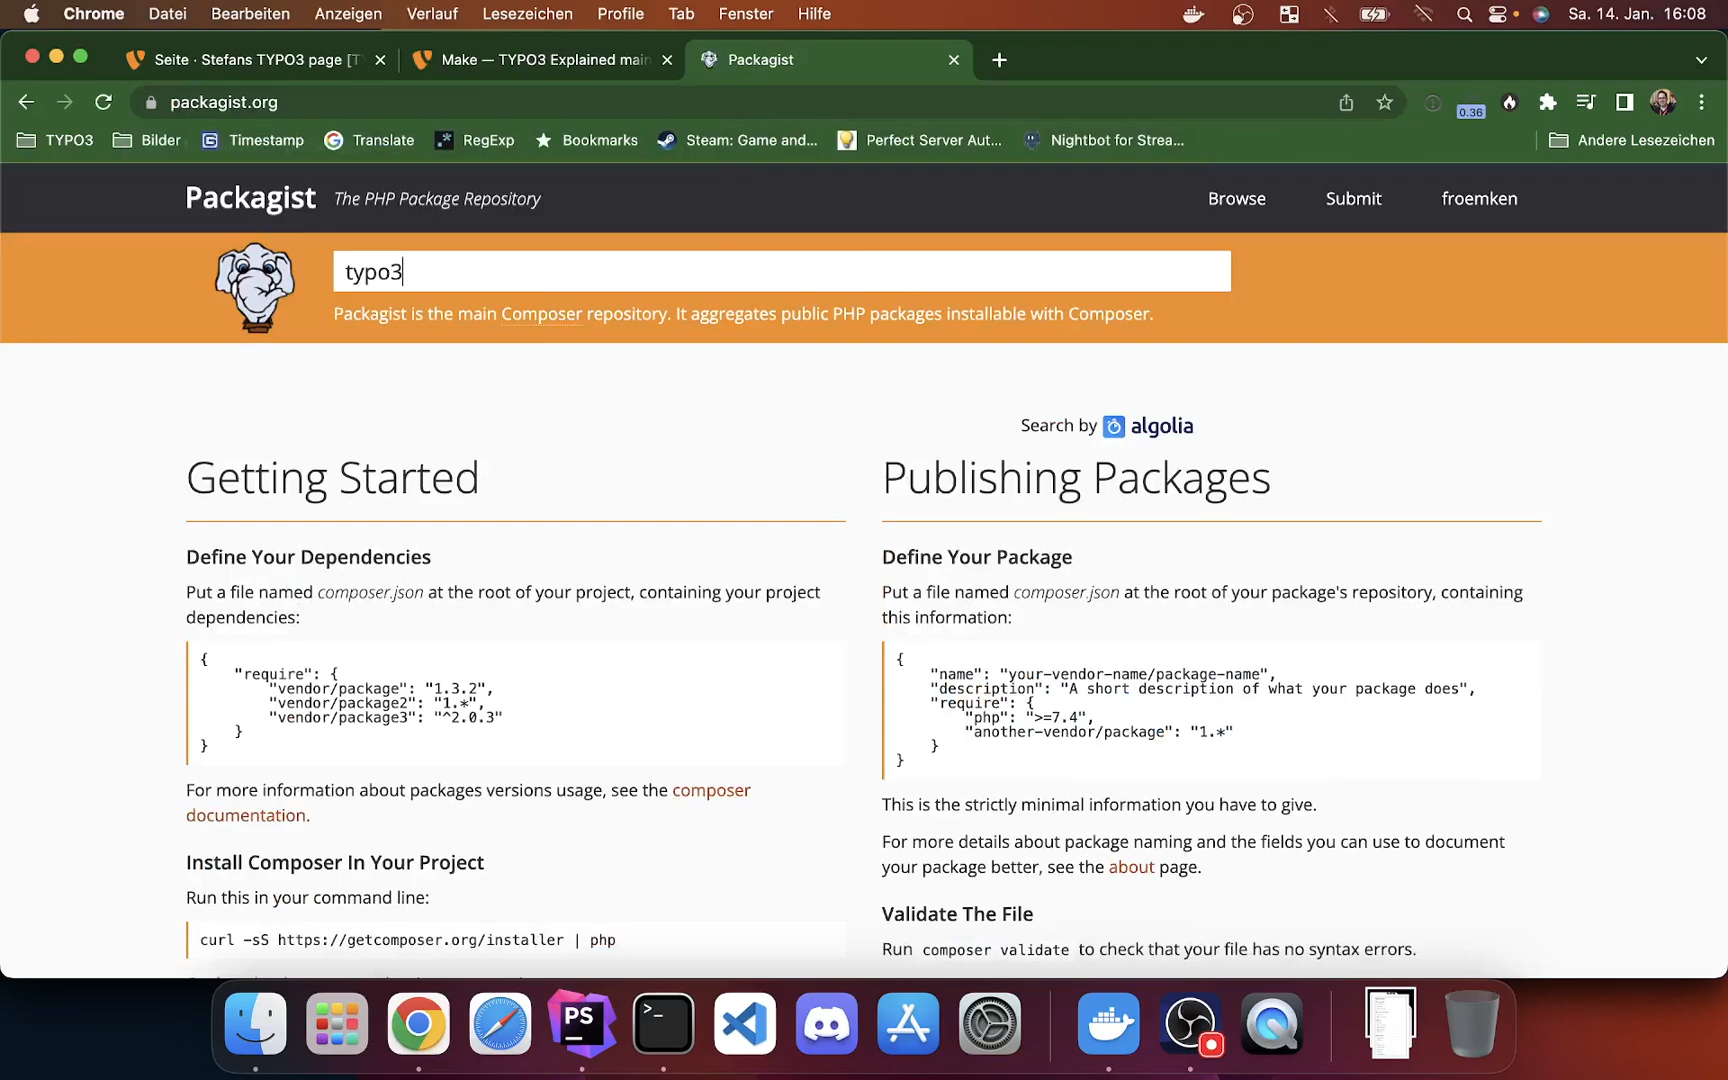 Chrome Datei Bearbeiten Anzeigen Verlauf Lesezeichen Profile Tab Fenster Hilfe Sa. 14. Jan. 16:08
Seite · Stefans TYPO3 page [T Make — TYPO3 Explained main Packagist
packagist.org
0.36
TYPO3 Bilder Timestamp Translate RegExp Bookmarks Steam: Game and... Perfect Server Aut... Nightbot for Strea... Andere Lesezeichen
Packagist The PHP Package Repository Browse Submit froemken
typo3
Packagist is the main Composer repository. It aggregates public PHP packages installable with Composer.
Search by algolia
Getting Started
Define Your Dependencies
Put a file named composer.json at the root of your project, containing your project
dependencies:
{
"require": {
"vendor/package": "1.3.2",
"vendor/package2": "1.*",
"vendor/package3": "^2.0.3"
}
}
For more information about packages versions usage, see the composer
documentation.
Install Composer In Your Project
Run this in your command line:
curl -sS https://getcomposer.org/installer | php
Publishing Packages
Define Your Package
Put a file named composer.json at the root of your package's repository, containing
this information:
{
"name": "your-vendor-name/package-name",
"description": "A short description of what your package does",
"require": {
"php": ">=7.4",
"another-vendor/package": "1.*"
}
}
This is the strictly minimal information you have to give.
For more details about package naming and the fields you can use to document
your package better, see the about page.
Validate The File
Run composer validate to check that your file has no syntax errors.
PS